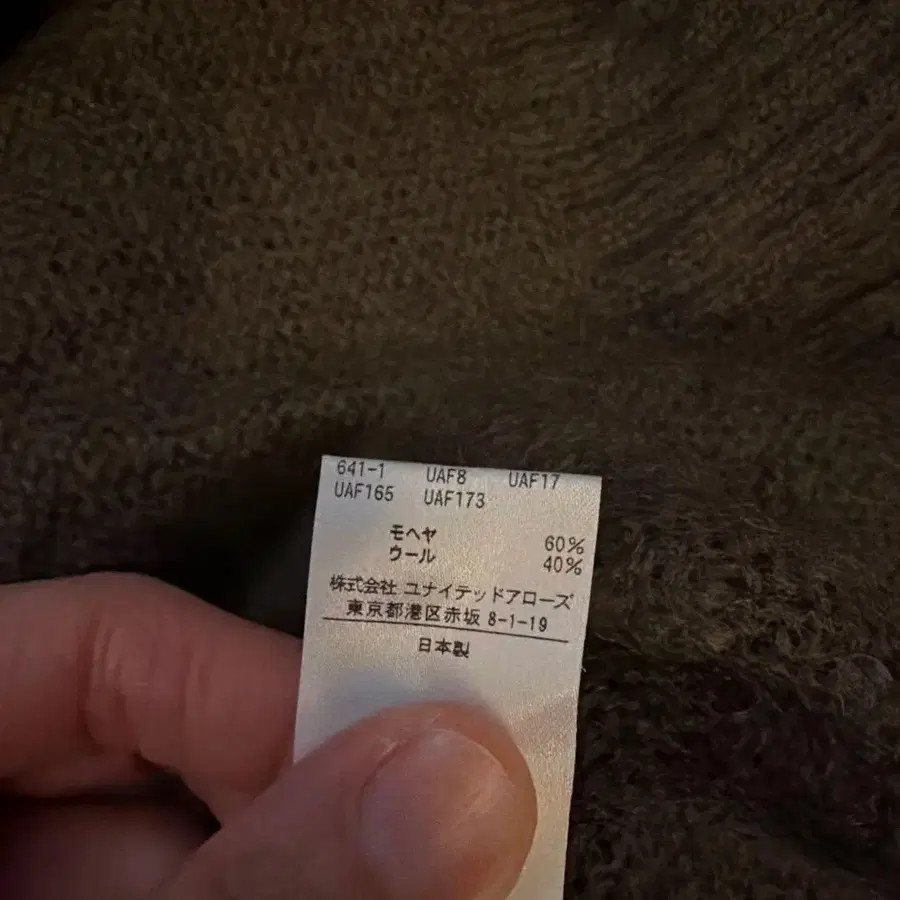 641-1 UAF8 UAF17
UAF165 UAF173
モヘヤ 60%
ウール 40%
株式会社 ユナイテッドアローズ
東京都港区赤坂 8-1-19
日本製